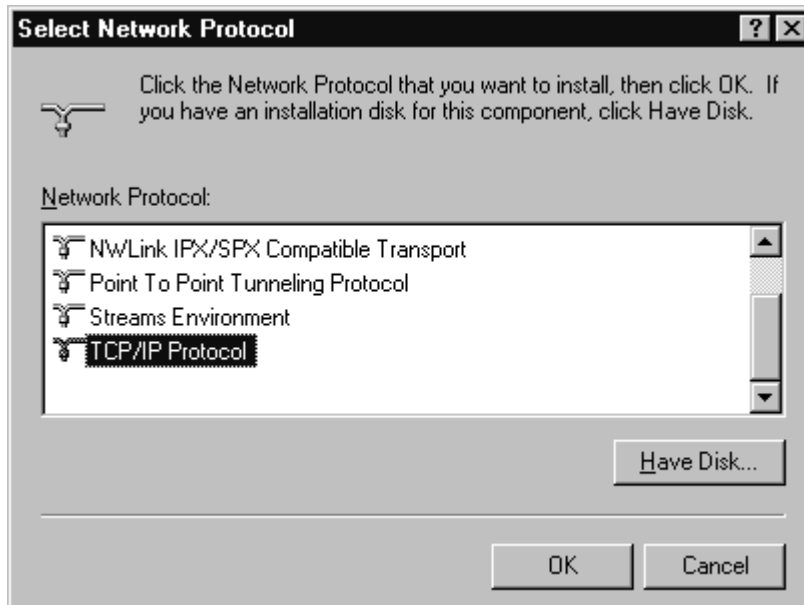 Select Network Protocol
Click the Network Protocol that you want to install, then click OK.  If
you have an installation disk for this component, click Have Disk.
Network Protocol:
NWLink IPX/SPX Compatible Transport
Point To Point Tunneling Protocol
Streams Environment
TCP/IP Protocol
Have Disk...
OK
Cancel